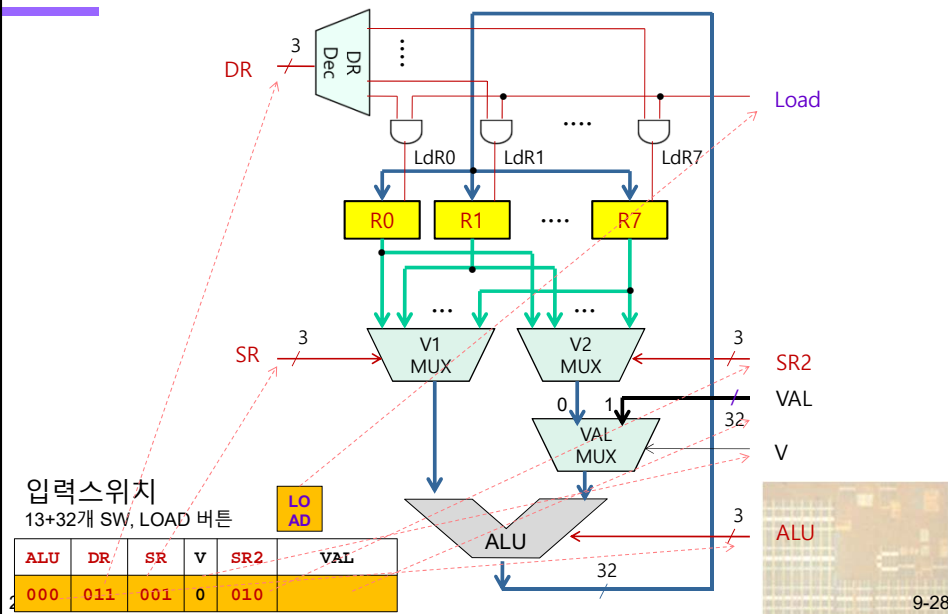 DR
3
DR
Dec
Load
LdR0
LdR1
LdR7
R0
R1
R7
SR
3
V1
MUX
V2
MUX
3
SR2
VAL
0
1
32
VAL
MUX
V
입력스위치
13+32개 SW, LOAD 버튼
LO
AD
ALU
3
ALU
32
ALU DR SR V SR2 VAL
000 011 001 0 010
2
9-28